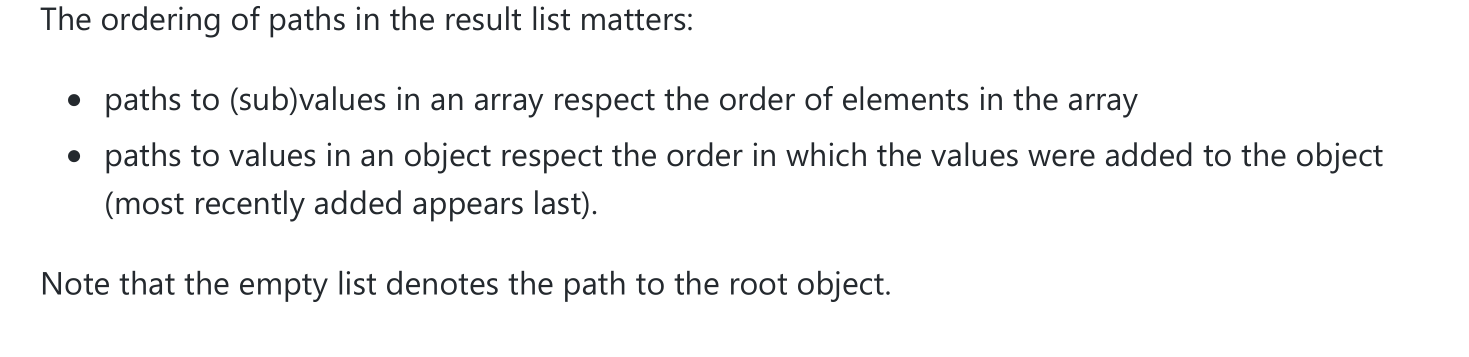 The ordering of paths in the result list matters:
• paths to (sub)values in an array respect the order of elements in the array
• paths to values in an object respect the order in which the values were added to the object
(most recently added appears last).
Note that the empty list denotes the path to the root object.